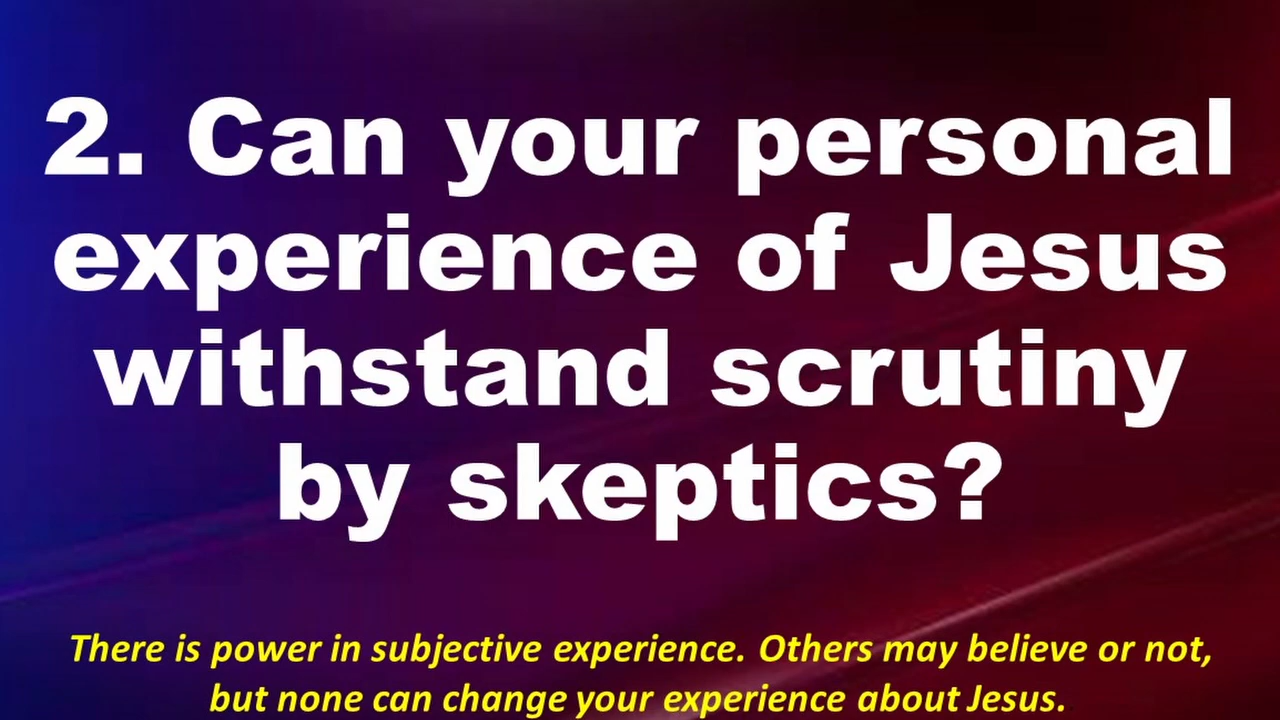 2. Can your personal
experience of Jesus
withstand scrutiny
by skeptics?
There is power in subjective experience. Others may believe or not,
but none can change your experience about Jesus.